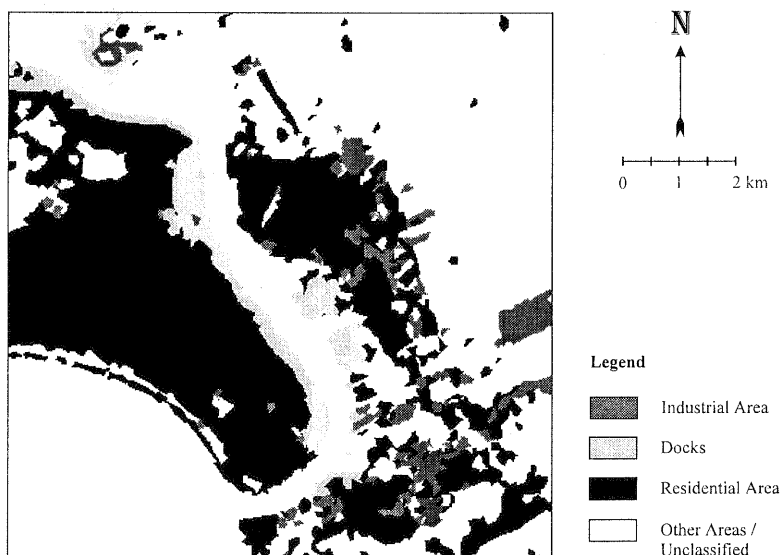 N
0 1 2 km
Legend
Industrial Area
Docks
Residential Area
Other Areas /
Unclassified